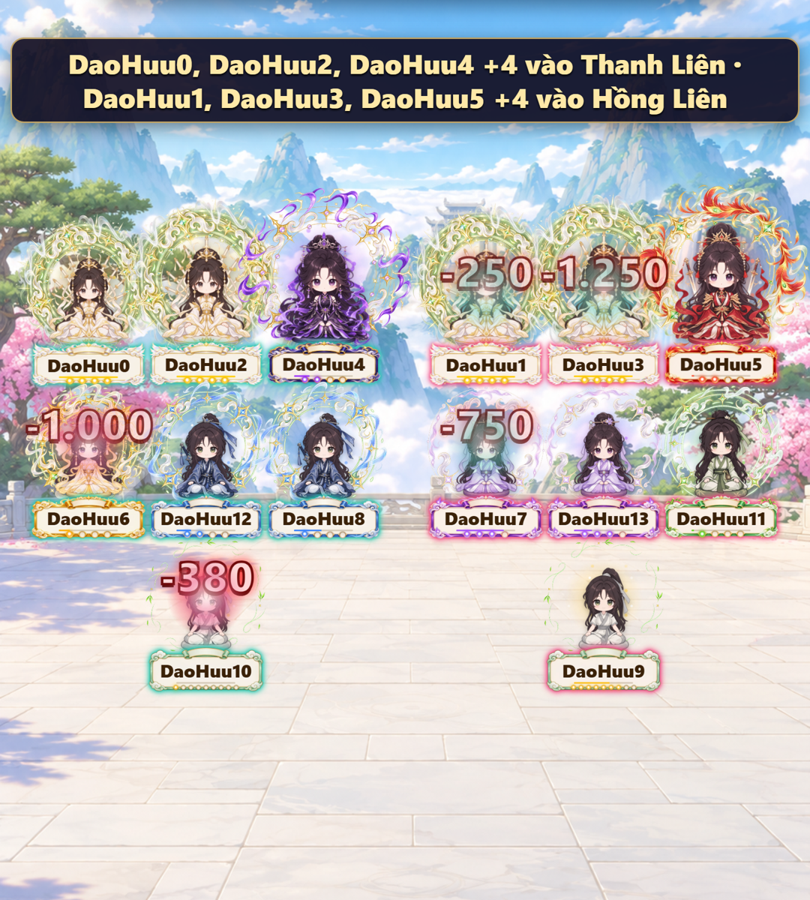 DaoHuu0, DaoHuu2, DaoHuu4 +4 vào Thanh Liên •
DaoHuu1, DaoHuu3, DaoHuu5 +4 vào Hồng Liên
-250 -1.250
DaoHuu0 DaoHuu2 DaoHuu4 DaoHuu1 DaoHuu3 DaoHuu5
-1.000 -750
DaoHuu6 DaoHuu12 DaoHuu8 DaoHuu7 DaoHuu13 DaoHuu11
-380
DaoHuu10 DaoHuu9